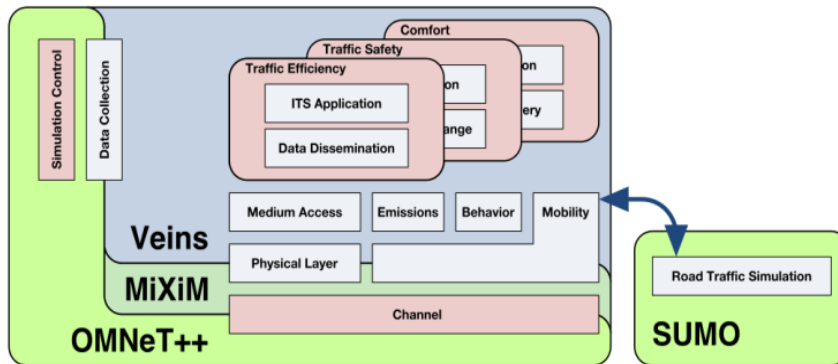 Comfort
Traffic Safety
Traffic Efficiency
ITS Application
Data Dissemination
Simulation Control
Data Collection
Medium Access
Emissions
Behavior
Mobility
Veins
Physical Layer
MiXiM
Channel
OMNeT++
Road Traffic Simulation
SUMO